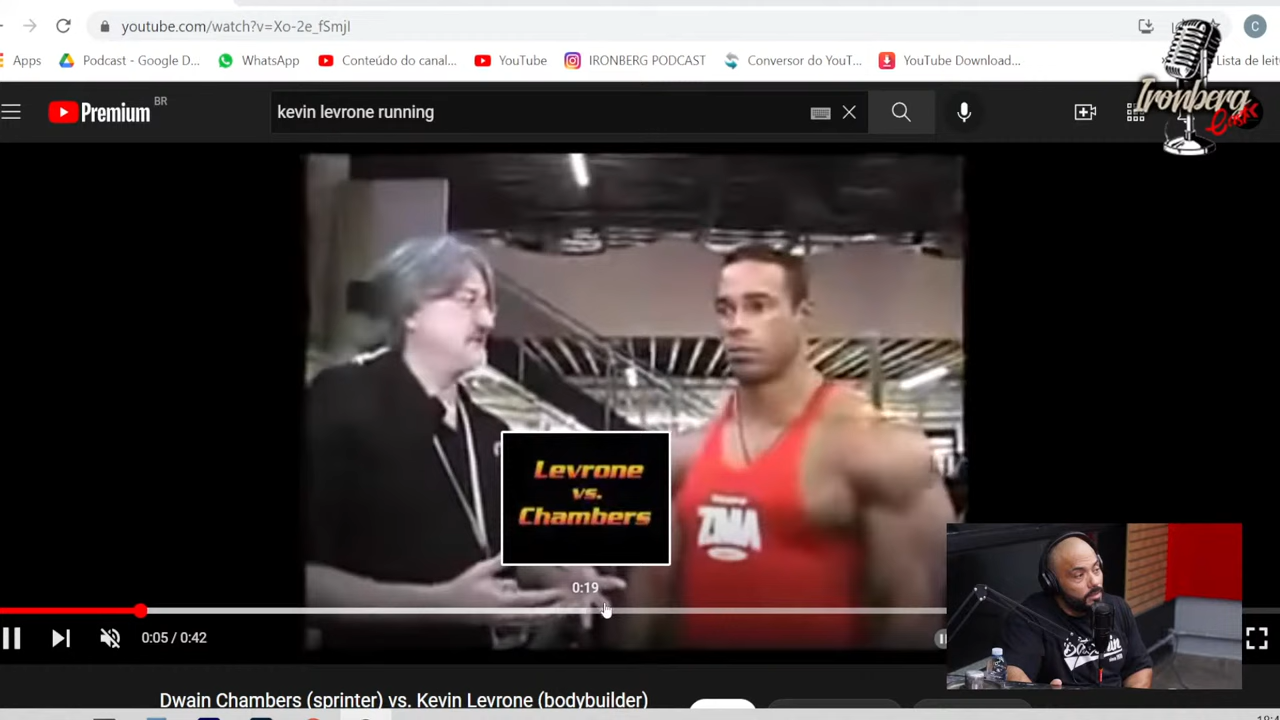 youtube.com/watch?v=Xo-2e_fSmjI
C
Apps
Podcast - Google D...
WhatsApp
Conteúdo do canal...
YouTube
IRONBERG PODCAST
Conversor do YouT...
YouTube Download...
Lista de leit
Ironberg
Premium BR
kevin levrone running
ZMA
Levrone
vs.
Chambers
0:19
0:05 / 0:42
Dwain Chambers (sprinter) vs. Kevin Levrone (bodybuilder)